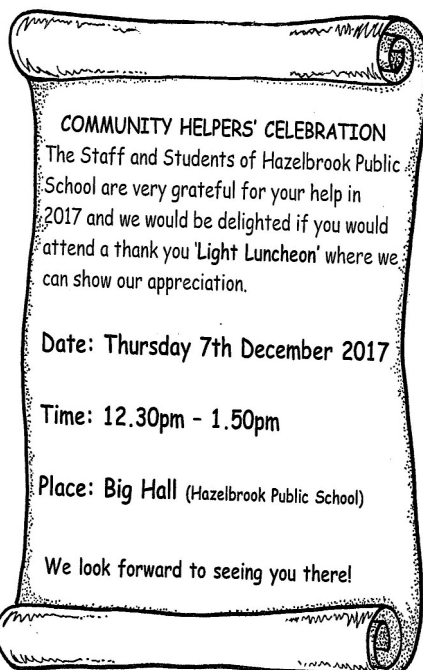 COMMUNITY HELPERS' CELEBRATION
The Staff and Students of Hazelbrook Public
School are very grateful for your help in
2017 and we would be delighted if you would
attend a thank you 'Light Luncheon' where we
can show our appreciation.
Date: Thursday 7th December 2017
Time: 12.30pm - 1.50pm
Place: Big Hall (Hazelbrook Public School)
We look forward to seeing you there!